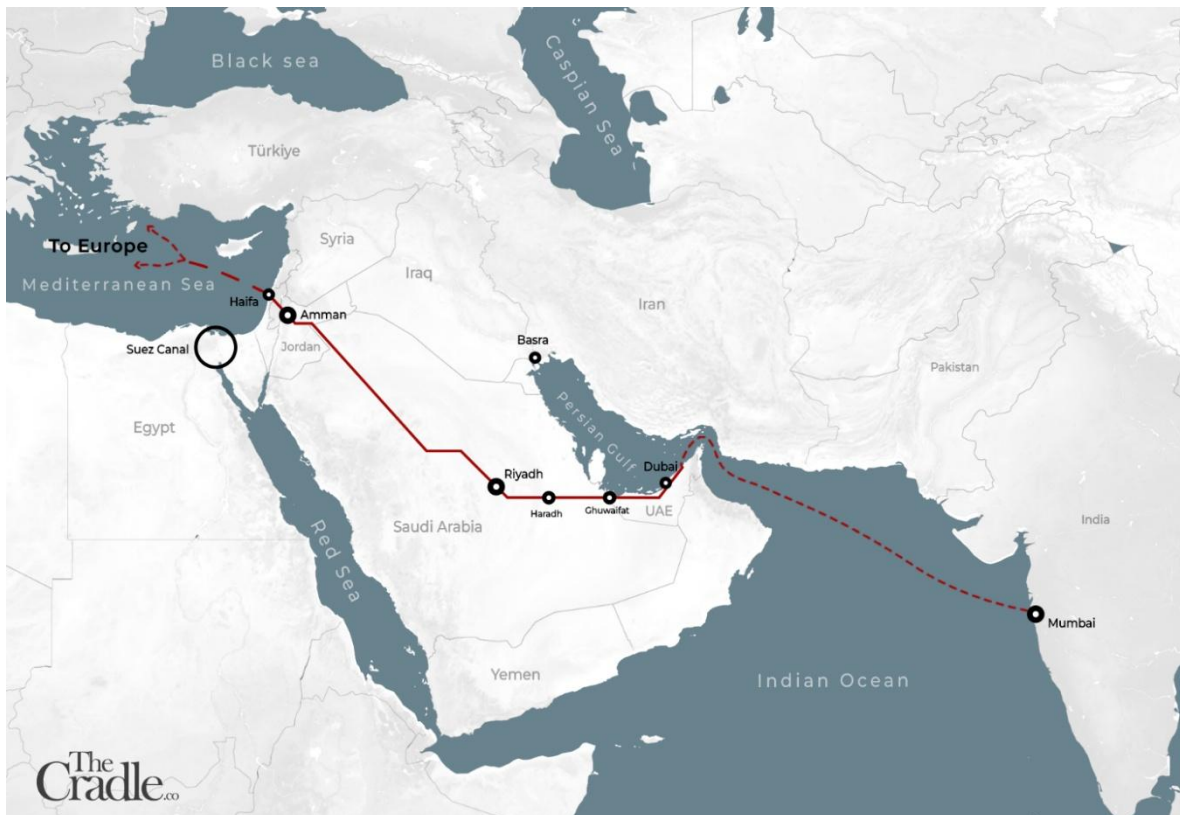 Black sea
Caspian Sea
Türkiye
To Europe
Syria
Mediterranean Sea
Iraq
Iran
Haifa
Amman
Suez Canal
Jordan
Basra
Pakistan
Persian Gulf
Egypt
Dubai
Riyadh
Haradh
Ghuwaifat
UAE
India
Saudi Arabia
Red Sea
Mumbai
Yemen
Indian Ocean
The
Cradle.co